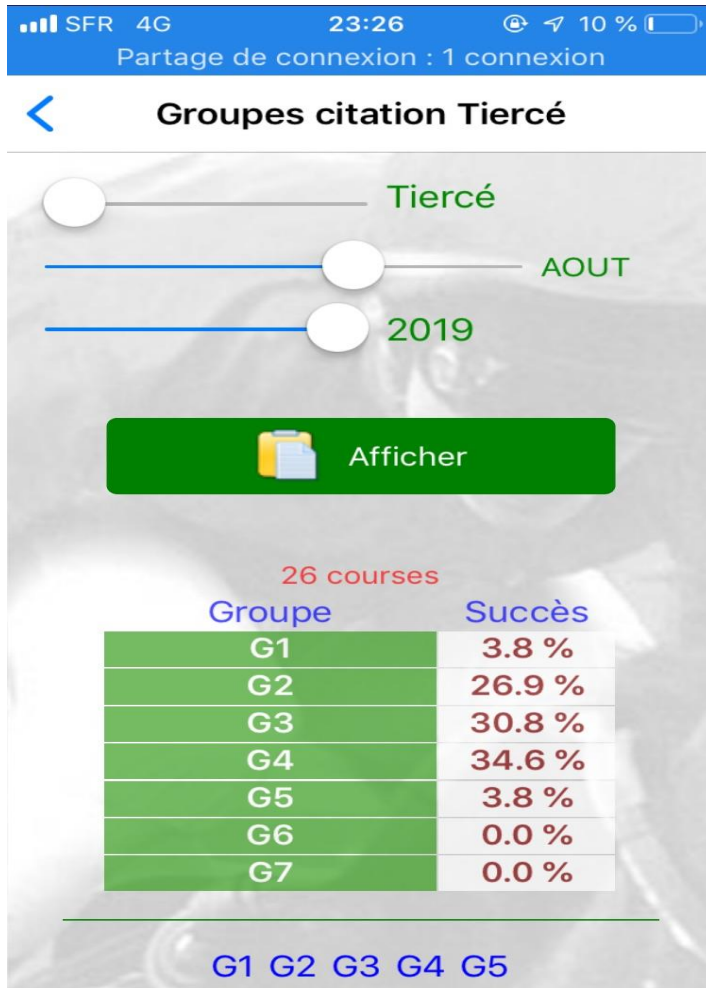 SFR 4G 23:26 10 %
Partage de connexion : 1 connexion
Groupes citation Tiercé
Tiercé
AOUT
2019
Afficher
26 courses
Groupe Succès
G1 3.8 %
G2 26.9 %
G3 30.8 %
G4 34.6 %
G5 3.8 %
G6 0.0 %
G7 0.0 %
G1 G2 G3 G4 G5